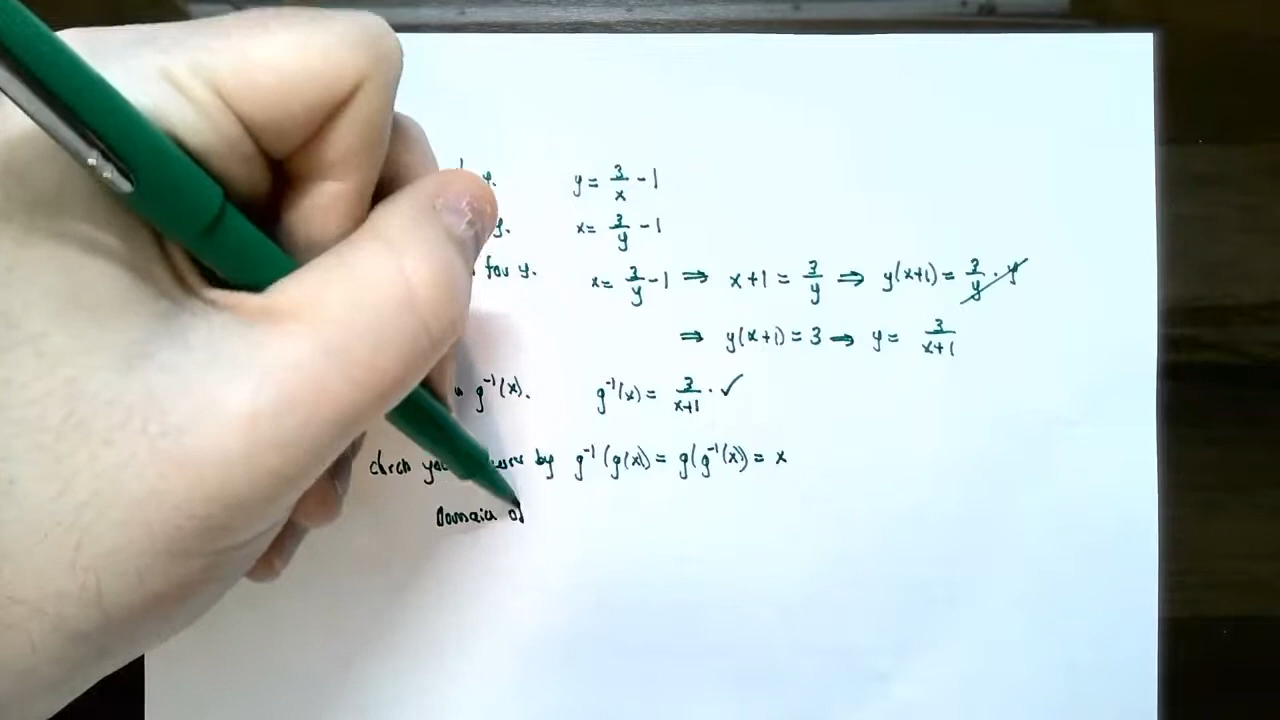 y. y = 3/x - 1
y. x = 3/y - 1
for y. x = 3/y - 1 ⇒ x+1 = 3/y ⇒ y(x+1) = 3/y · y
⇒ y(x+1) = 3 ⇒ y = 3/(x+1)
g⁻¹(x). g⁻¹(x) = 3/(x+1) . ✓
by g⁻¹(g(x)) = g(g⁻¹(x)) = x
Domain of